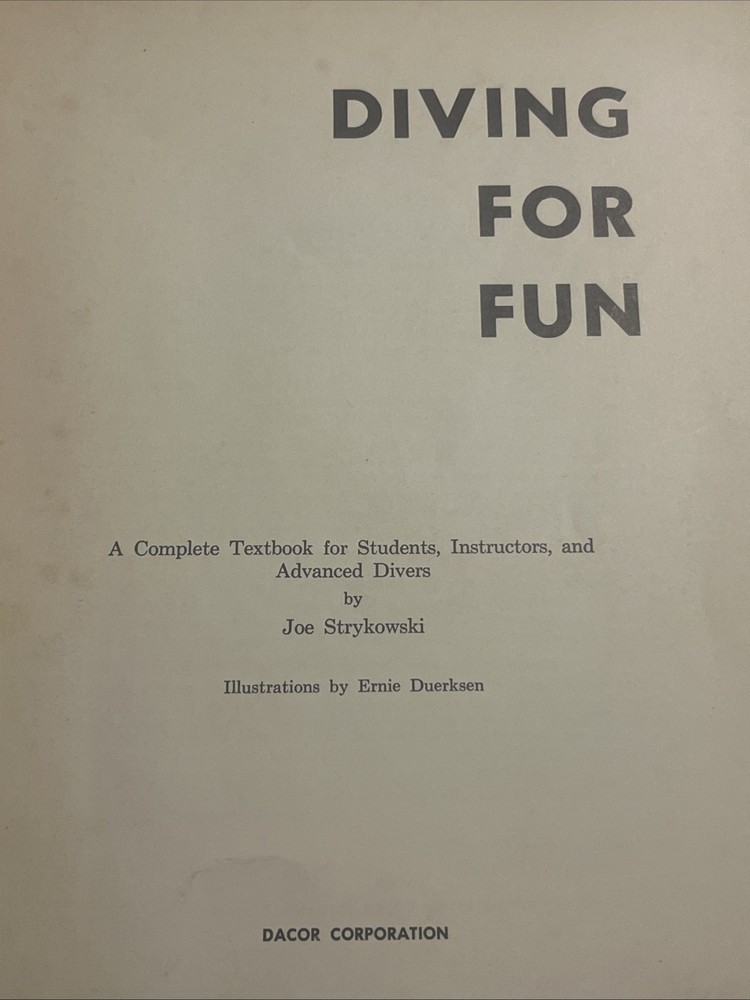 DIVING
FOR
FUN
A Complete Textbook for Students, Instructors, and
Advanced Divers
by
Joe Strykowski
Illustrations by Ernie Duerksen
DACOR CORPORATION